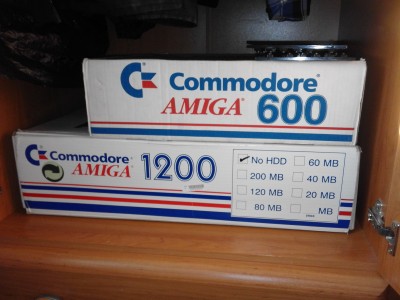 Commodore
AMIGA 600
Commodore
AMIGA 1200
No HDD 60 MB
200 MB 40 MB
120 MB 20 MB
80 MB MB